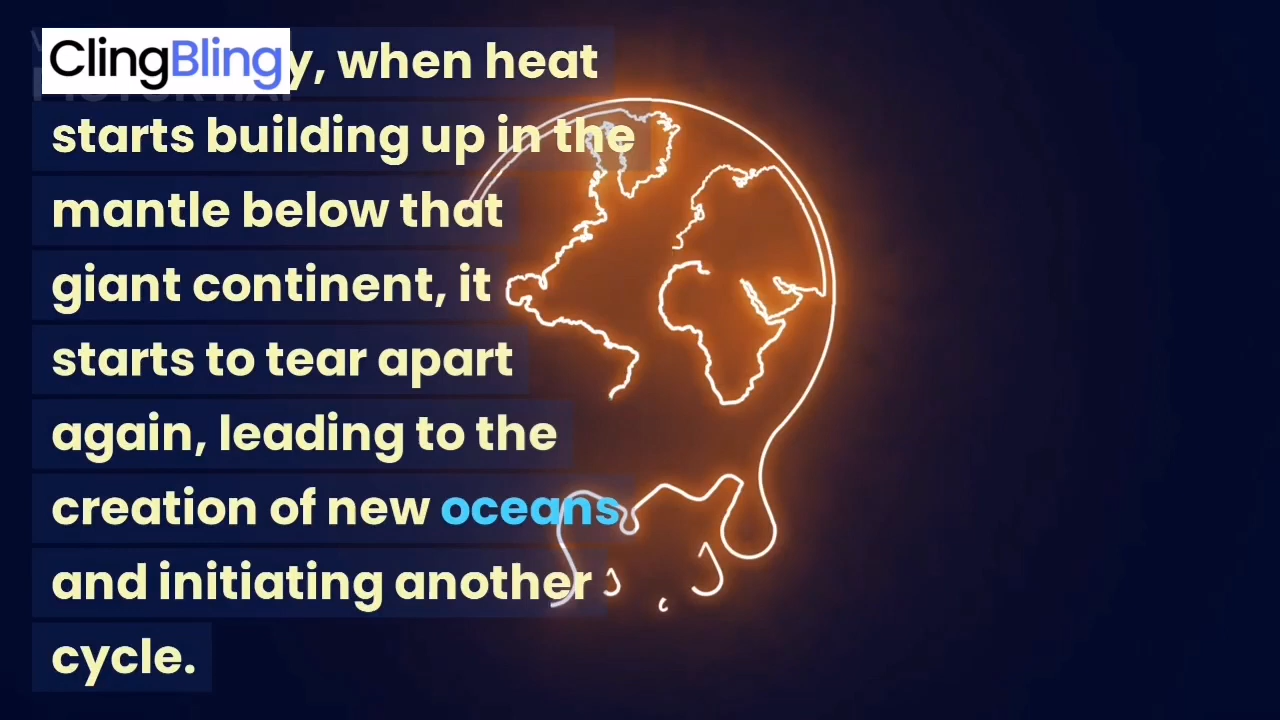 ClingBling
y, when heat
starts building up in the
mantle below that
giant continent, it
starts to tear apart
again, leading to the
creation of new oceans
and initiating another
cycle.